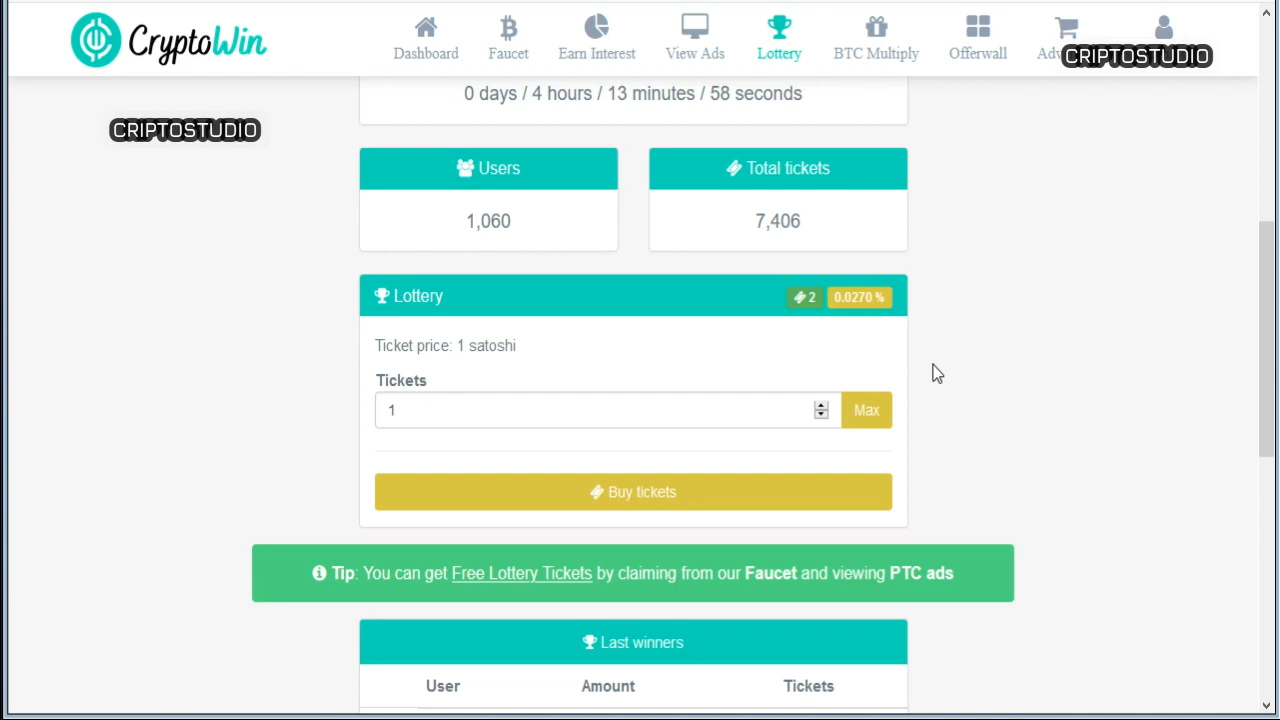 CryptoWin
Dashboard
Faucet
Earn Interest
View Ads
Lottery
BTC Multiply
Offerwall
CRIPTOSTUDIO
0 days / 4 hours / 13 minutes / 58 seconds
CRIPTOSTUDIO
Users
Total tickets
1,060
7,406
Lottery
2
0.0270 %
Ticket price: 1 satoshi
Tickets
1
Max
Buy tickets
Tip: You can get Free Lottery Tickets by claiming from our Faucet and viewing PTC ads
Last winners
User Amount Tickets